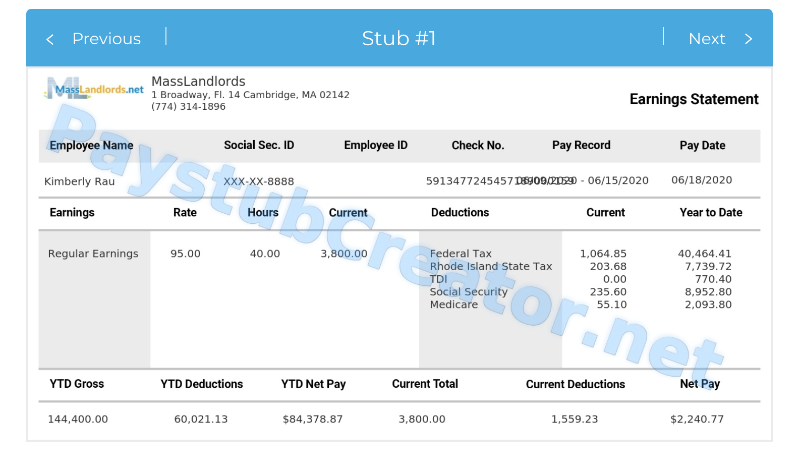 Previous
Stub #1
Next
ML
MassLandlords.net
MassLandlords
1 Broadway, Fl. 14 Cambridge, MA 02142
(774) 314-1896
Earnings Statement
Employee Name Social Sec. ID Employee ID Check No. Pay Record Pay Date
Kimberly Rau XXX-XX-8888 - 06/15/2020 06/18/2020
Earnings Rate Hours Current Deductions Current Year to Date
Regular Earnings 95.00 40.00 3,800.00 Federal Tax 1,064.85 40,464.41
Rhode Island State Tax 203.68 7,739.72
TDI 0.00 770.40
Social Security 235.60 8,952.80
Medicare 55.10 2,093.80
YTD Gross YTD Deductions YTD Net Pay Current Total Current Deductions Net Pay
144,400.00 60,021.13 $84,378.87 3,800.00 1,559.23 $2,240.77
PaystubCreator.net